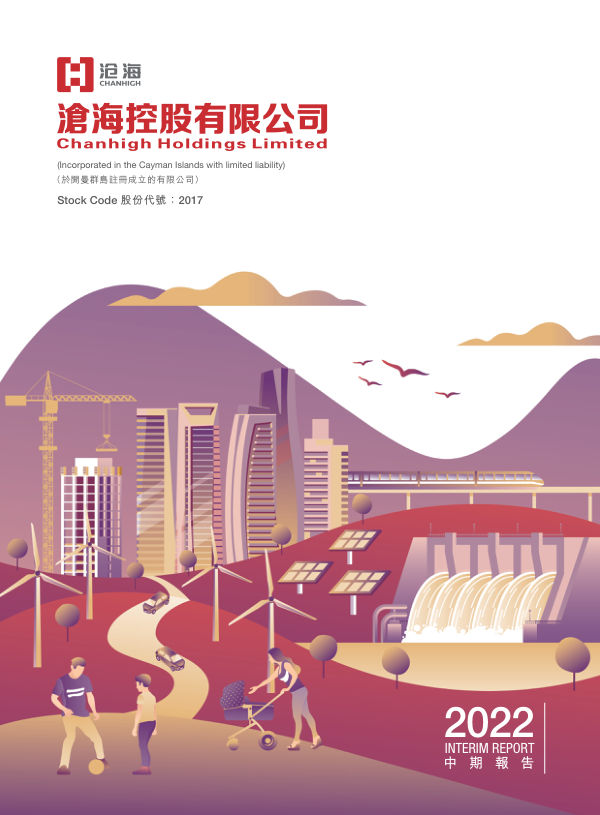 沧海
CHANHIGH
滄海控股有限公司
Chanhigh Holdings Limited
(Incorporated in the Cayman Islands with limited liability)
（於開曼群島註冊成立的有限公司）
Stock Code 股份代號：2017
2022
INTERIM REPORT
中期報告